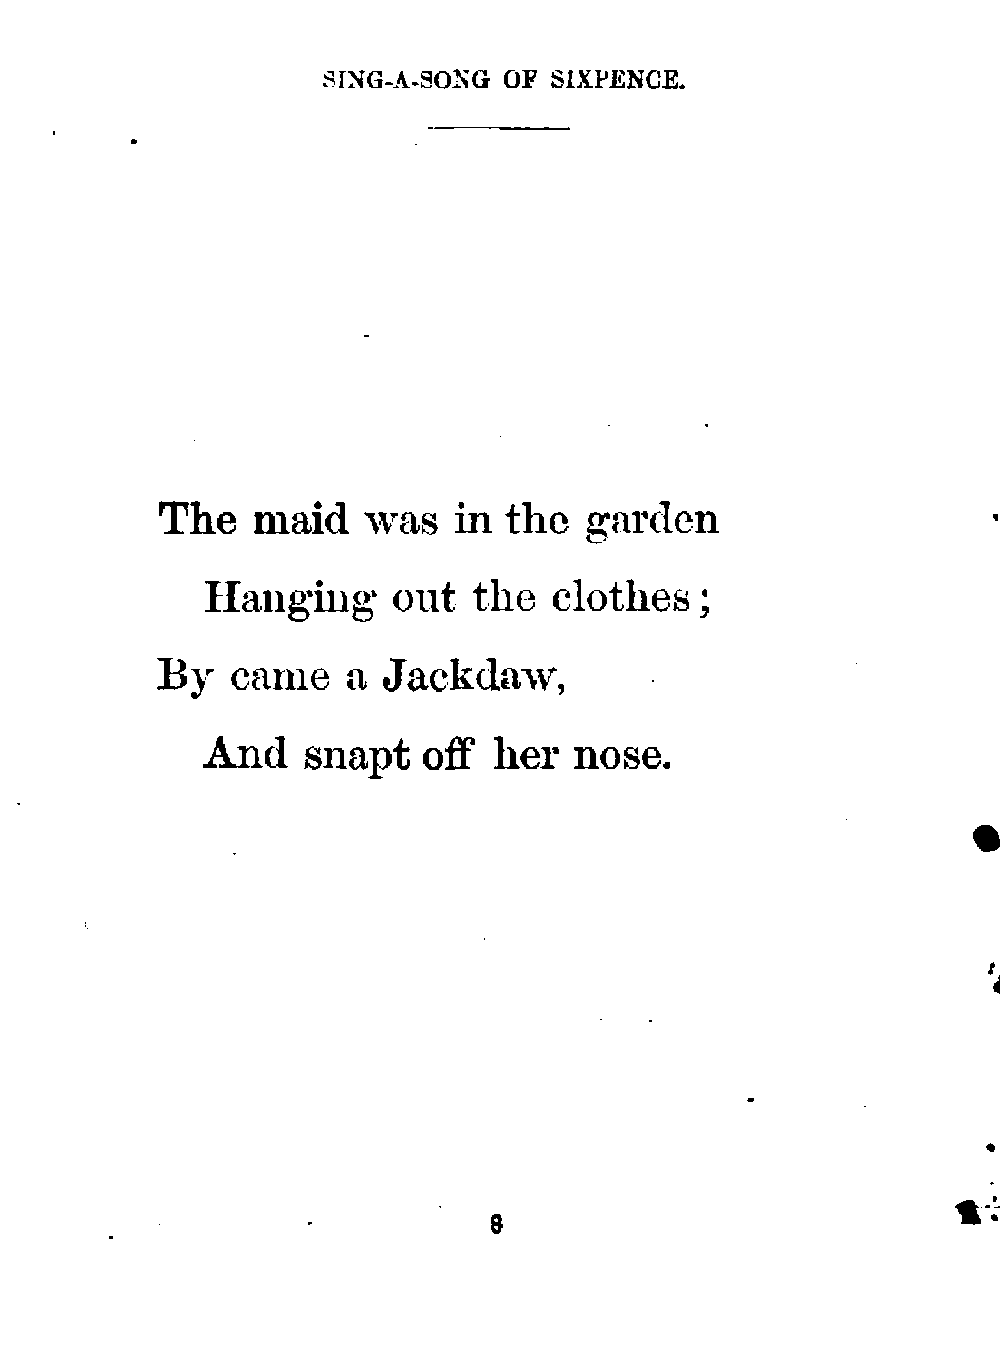 SING-A-SONG OF SIXPENCE.
The maid was in the garden
Hanging out the clothes;
By came a Jackdaw,
And snapt off her nose.
8